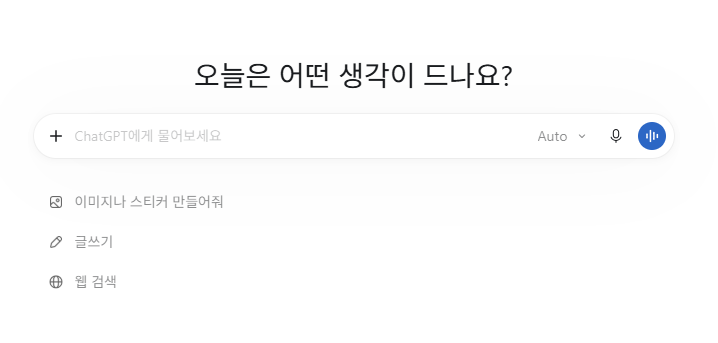 오늘은 어떤 생각이 드나요?
ChatGPT에게 물어보세요 Auto
이미지나 스티커 만들어줘
글쓰기
웹 검색